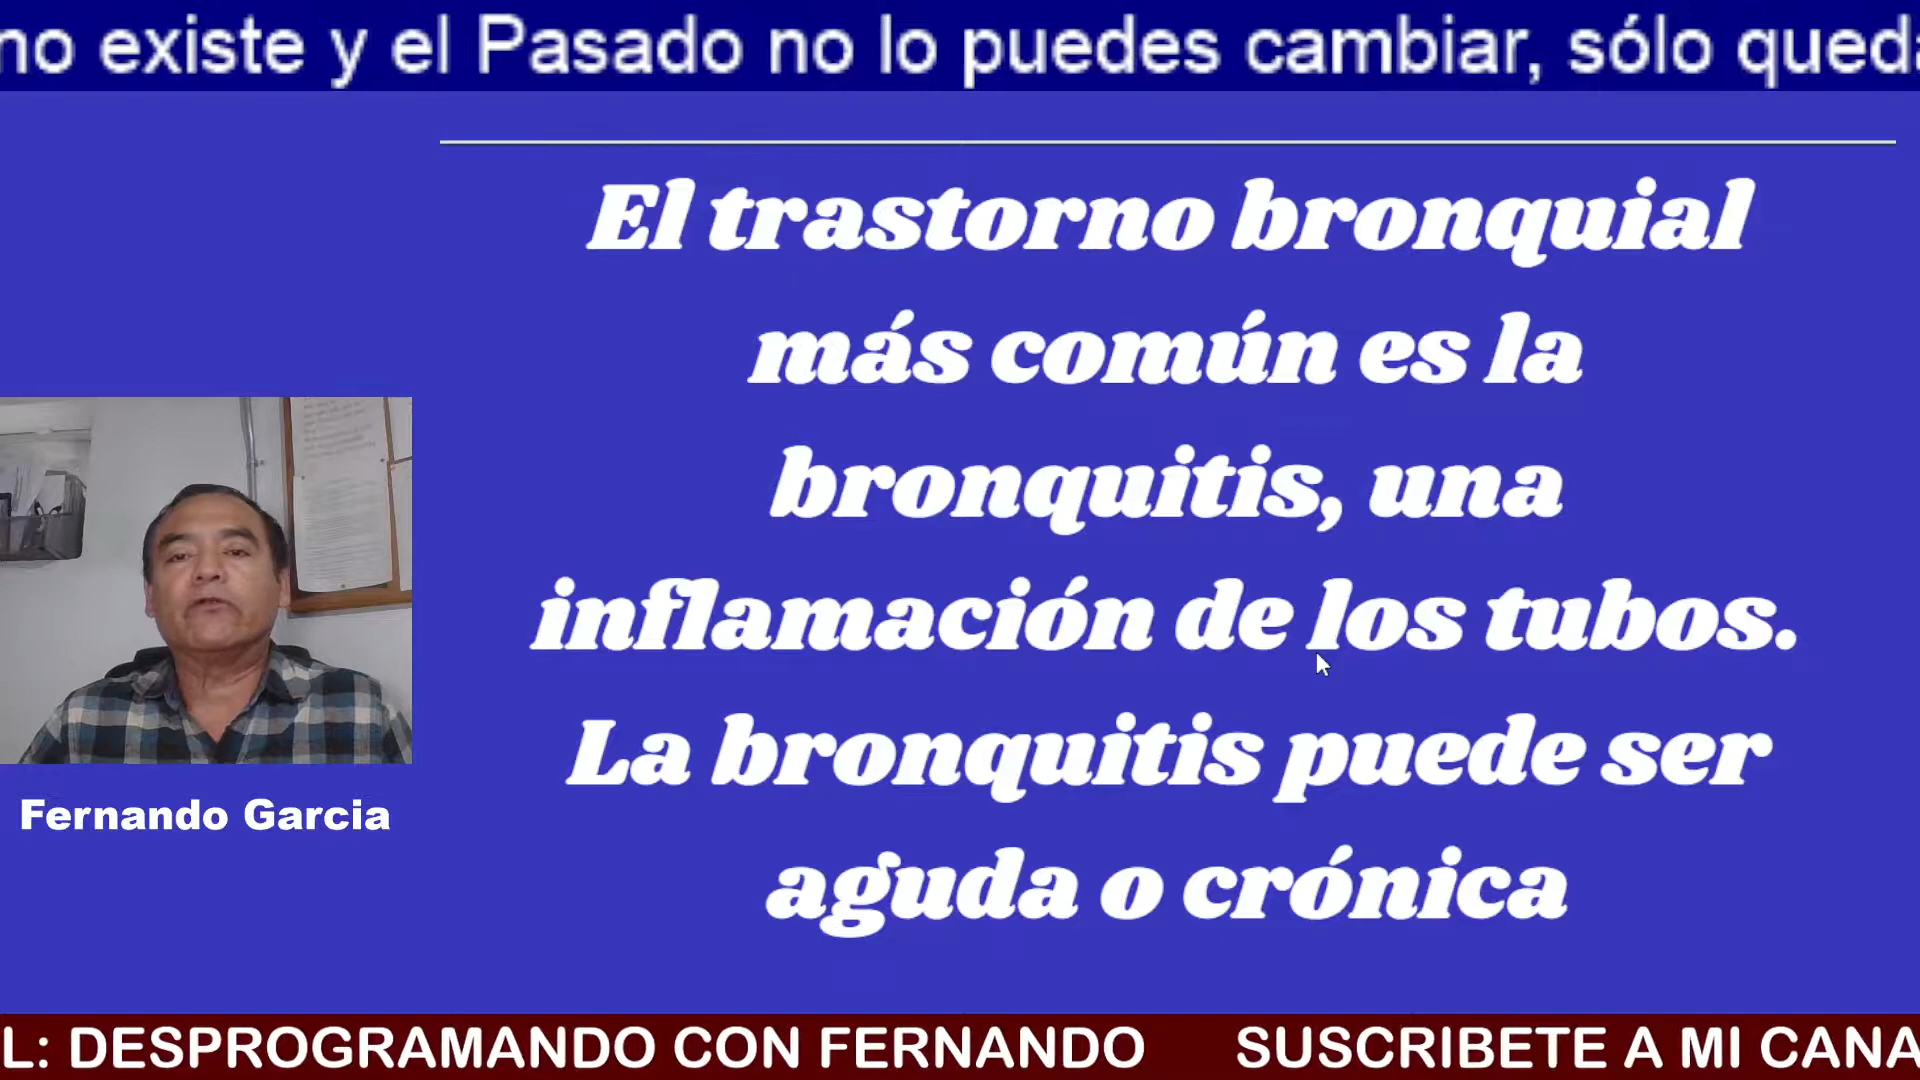 no existe y el Pasado no lo puedes cambiar, sólo
El trastorno bronquial
más común es la
bronquitis, una
inflamación de los tubos.
La bronquitis puede ser
aguda o crónica
Fernando Garcia
L: DESPROGRAMANDO CON FERNANDO SUSCRIBETE A MI CANA